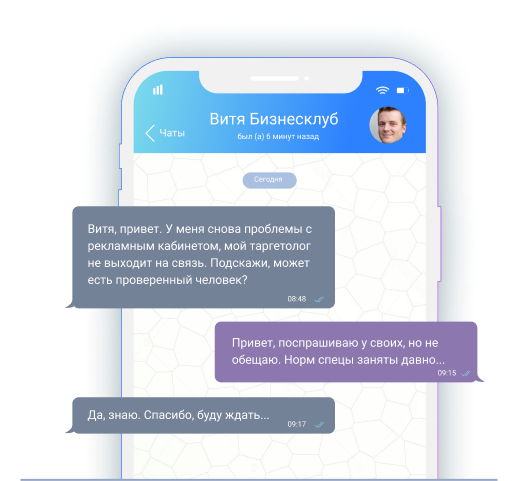 Витя Бизнесклуб
был (а) 6 минут назад
Чаты
Сегодня
Витя, привет. У меня снова проблемы с
рекламным кабинетом, мой таргетолог
не выходит на связь. Подскажи, может
есть проверенный человек?
08:48
Привет, поспрашиваю у своих, но не
обещаю. Норм спецы заняты давно...
09:15
Да, знаю. Спасибо, буду ждать...
09:17